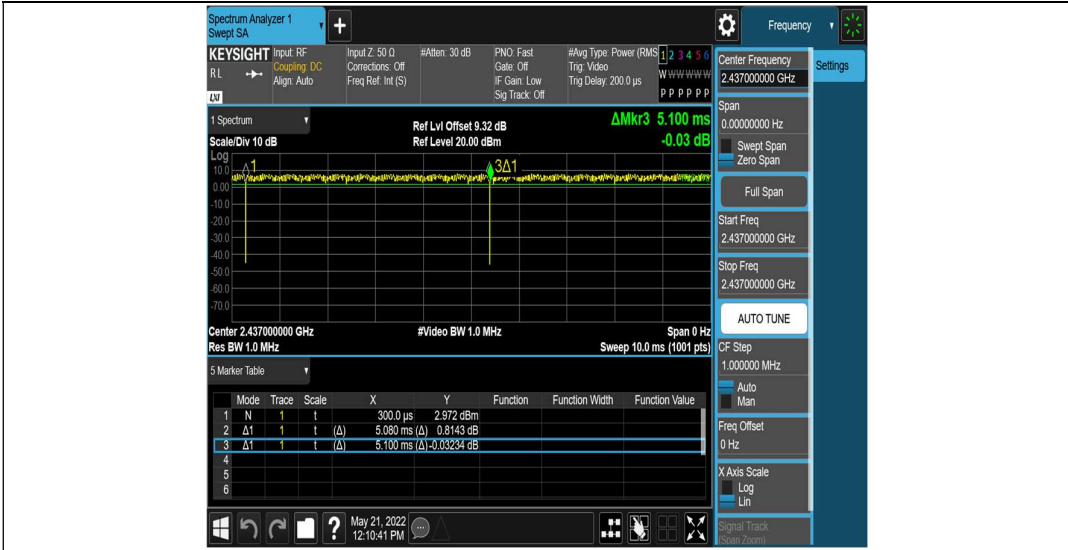 Spectrum Analyzer 1
Swept SA
Frequency
KEYSIGHT
RL
LXI
Input: RF
Coupling: DC
Align: Auto
Input Z: 50 Ω
Corrections: Off
Freq Ref: Int (S)
#Atten: 30 dB
PNO: Fast
Gate: Off
IF Gain: Low
Sig Track: Off
#Avg Type: Power (RMS
Trig: Video
Trig Delay: 200.0 µs
1 2 3 4 5 6
W W W W W W
P P P P P P
1 Spectrum
Scale/Div 10 dB
Ref Lvl Offset 9.32 dB
Ref Level 20.00 dBm
ΔMkr3 5.100 ms
-0.03 dB
Log
1
3Δ1
10.0
0.00
-10.0
-20.0
-30.0
-40.0
-50.0
-60.0
-70.0
Center 2.437000000 GHz
#Video BW 1.0 MHz
Span 0 Hz
Res BW 1.0 MHz
Sweep 10.0 ms (1001 pts)
5 Marker Table
Mode Trace Scale X Y Function Function Width Function Value
1 N 1 t 300.0 µs 2.972 dBm
2 Δ1 1 t (Δ) 5.080 ms (Δ) 0.8143 dB
3 Δ1 1 t (Δ) 5.100 ms (Δ) -0.03234 dB
4
5
6
?
May 21, 2022
12:10:41 PM
Settings
Center Frequency
2.437000000 GHz
Span
0.00000000 Hz
Swept Span
Zero Span
Full Span
Start Freq
2.437000000 GHz
Stop Freq
2.437000000 GHz
AUTO TUNE
CF Step
1.000000 MHz
Auto
Man
Freq Offset
0 Hz
X Axis Scale
Log
Lin
Signal Track
(Span Zoom)